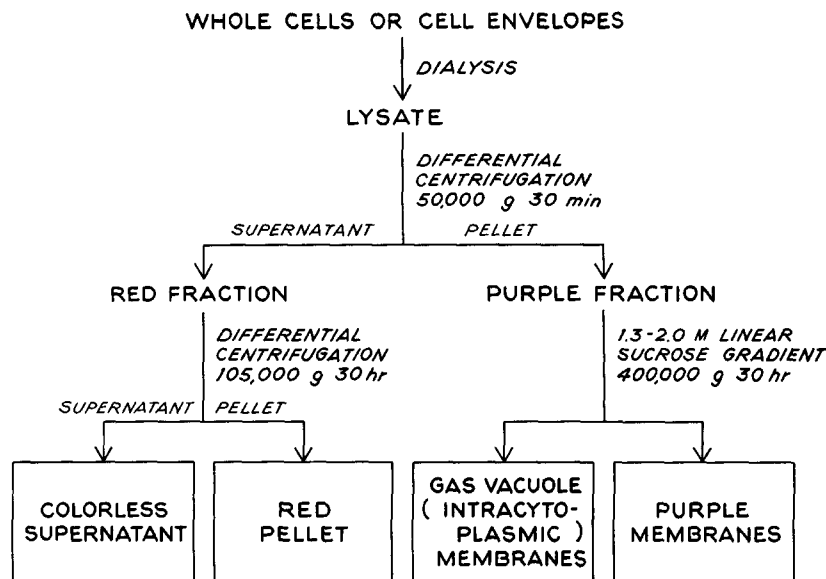 WHOLE CELLS OR CELL ENVELOPES
DIALYSIS
LYSATE
DIFFERENTIAL
CENTRIFUGATION
50,000 g 30 min
SUPERNATANT
PELLET
RED FRACTION
PURPLE FRACTION
DIFFERENTIAL
CENTRIFUGATION
105,000 g 30 hr
1.3-2.0 M LINEAR
SUCROSE GRADIENT
400,000 g 30 hr
SUPERNATANT
PELLET
COLORLESS
SUPERNATANT
RED
PELLET
GAS VACUOLE
( INTRACYTO-
PLASMIC )
MEMBRANES
PURPLE
MEMBRANES